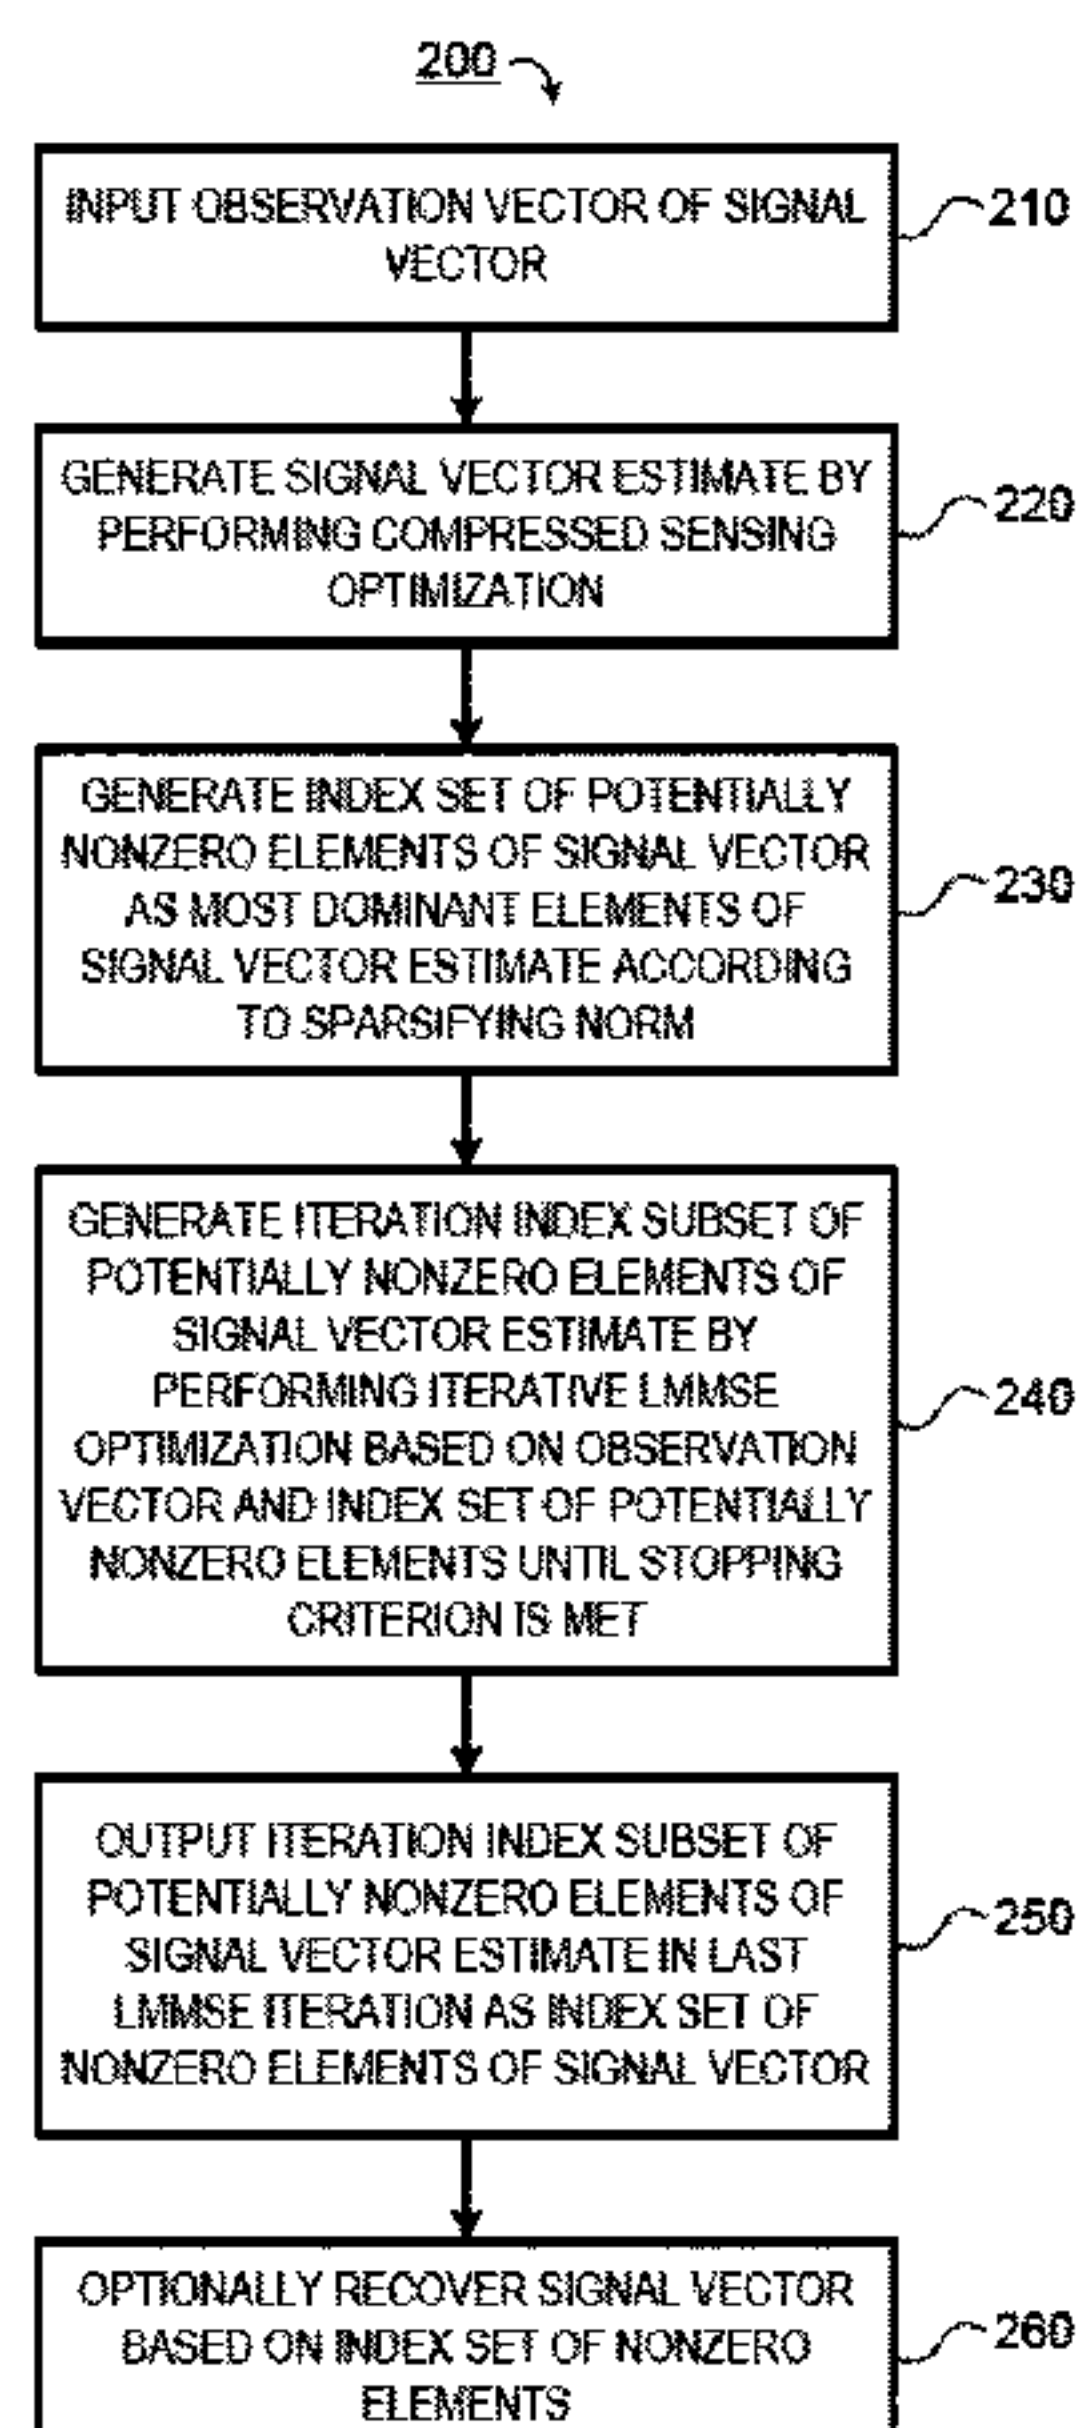 200
INPUT OBSERVATION VECTOR OF SIGNAL
VECTOR
210
GENERATE SIGNAL VECTOR ESTIMATE BY
PERFORMING COMPRESSED SENSING
OPTIMIZATION
220
GENERATE INDEX SET OF POTENTIALLY
NONZERO ELEMENTS OF SIGNAL VECTOR
AS MOST DOMINANT ELEMENTS OF
SIGNAL VECTOR ESTIMATE ACCORDING
TO SPARSIFYING NORM
230
GENERATE ITERATION INDEX SUBSET OF
POTENTIALLY NONZERO ELEMENTS OF
SIGNAL VECTOR ESTIMATE BY
PERFORMING ITERATIVE LMMSE
OPTIMIZATION BASED ON OBSERVATION
VECTOR AND INDEX SET OF POTENTIALLY
NONZERO ELEMENTS UNTIL STOPPING
CRITERION IS MET
240
OUTPUT ITERATION INDEX SUBSET OF
POTENTIALLY NONZERO ELEMENTS OF
SIGNAL VECTOR ESTIMATE IN LAST
LMMSE ITERATION AS INDEX SET OF
NONZERO ELEMENTS OF SIGNAL VECTOR
250
OPTIONALLY RECOVER SIGNAL VECTOR
BASED ON INDEX SET OF NONZERO
ELEMENTS
260